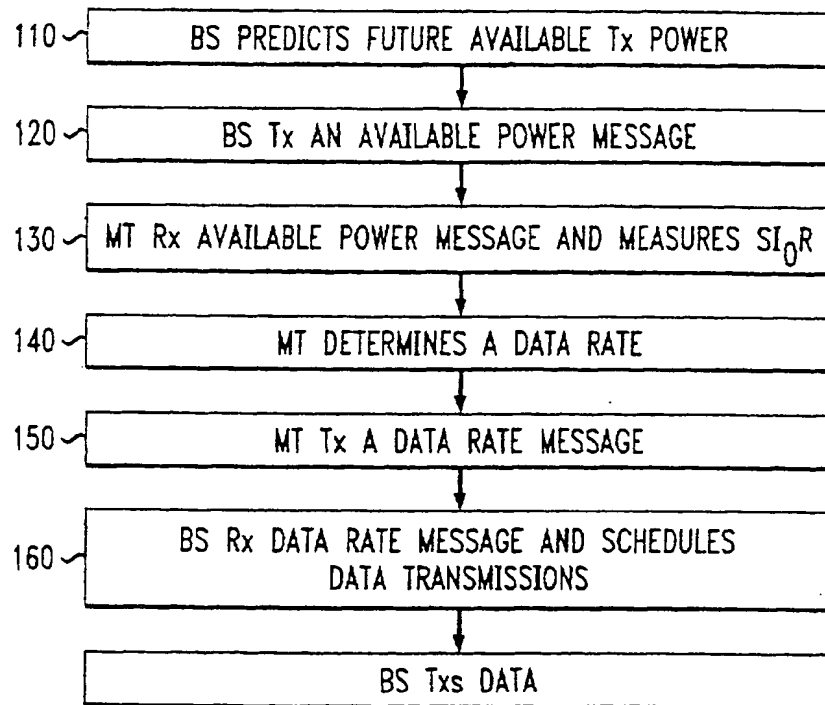 110 BS PREDICTS FUTURE AVAILABLE Tx POWER
120 BS Tx AN AVAILABLE POWER MESSAGE
130 MT Rx AVAILABLE POWER MESSAGE AND MEASURES SI₀R
140 MT DETERMINES A DATA RATE
150 MT Tx A DATA RATE MESSAGE
160 BS Rx DATA RATE MESSAGE AND SCHEDULES
DATA TRANSMISSIONS
BS Txs DATA